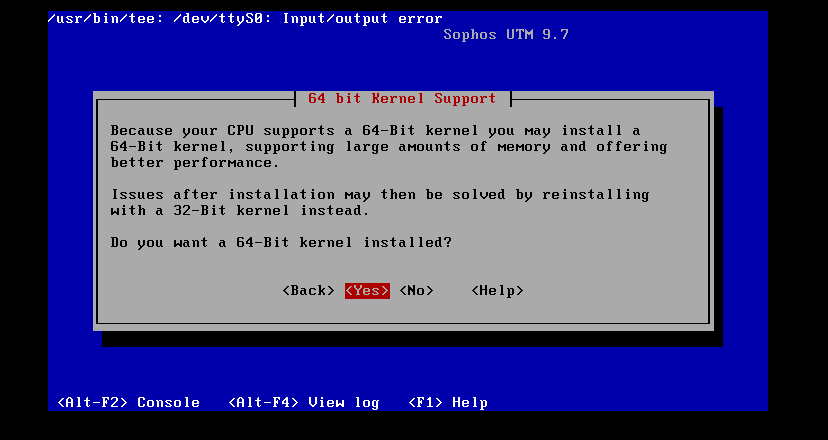 /usr/bin/tee: /dev/ttyS0: Input/output error
Sophos UTM 9.7
64 bit Kernel Support
Because your CPU supports a 64-Bit kernel you may install a
64-Bit kernel, supporting large amounts of memory and offering
better performance.
Issues after installation may then be solved by reinstalling
with a 32-Bit kernel instead.
Do you want a 64-Bit kernel installed?
<Back> <Yes> <No> <Help>
<Alt-F2> Console <Alt-F4> View log <F1> Help